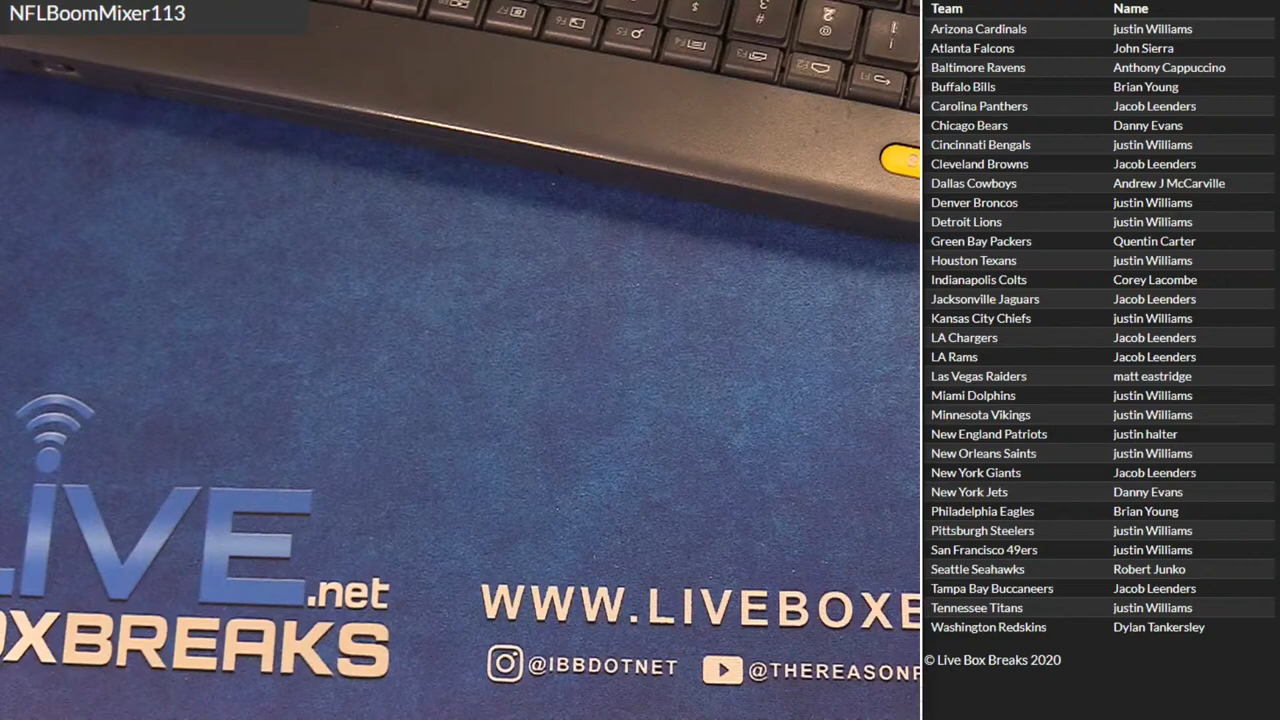 NFLBoomMixer113
Team Name
Arizona Cardinals justin Williams
Atlanta Falcons John Sierra
Baltimore Ravens Anthony Cappuccino
Buffalo Bills Brian Young
Carolina Panthers Jacob Leenders
Chicago Bears Danny Evans
Cincinnati Bengals justin Williams
Cleveland Browns Jacob Leenders
Dallas Cowboys Andrew J McCarville
Denver Broncos justin Williams
Detroit Lions justin Williams
Green Bay Packers Quentin Carter
Houston Texans justin Williams
Indianapolis Colts Corey Lacombe
Jacksonville Jaguars Jacob Leenders
Kansas City Chiefs justin Williams
LA Chargers Jacob Leenders
LA Rams Jacob Leenders
Las Vegas Raiders matt eastridge
Miami Dolphins justin Williams
Minnesota Vikings justin Williams
New England Patriots justin halter
New Orleans Saints justin Williams
New York Giants Jacob Leenders
New York Jets Danny Evans
Philadelphia Eagles Brian Young
Pittsburgh Steelers justin Williams
San Francisco 49ers justin Williams
Seattle Seahawks Robert Junko
Tampa Bay Buccaneers Jacob Leenders
Tennessee Titans justin Williams
Washington Redskins Dylan Tankersley
© Live Box Breaks 2020
LIVE.net
OXBREAKS
WWW.LIVEBOXB
@IBBDOTNET @THEREASONF